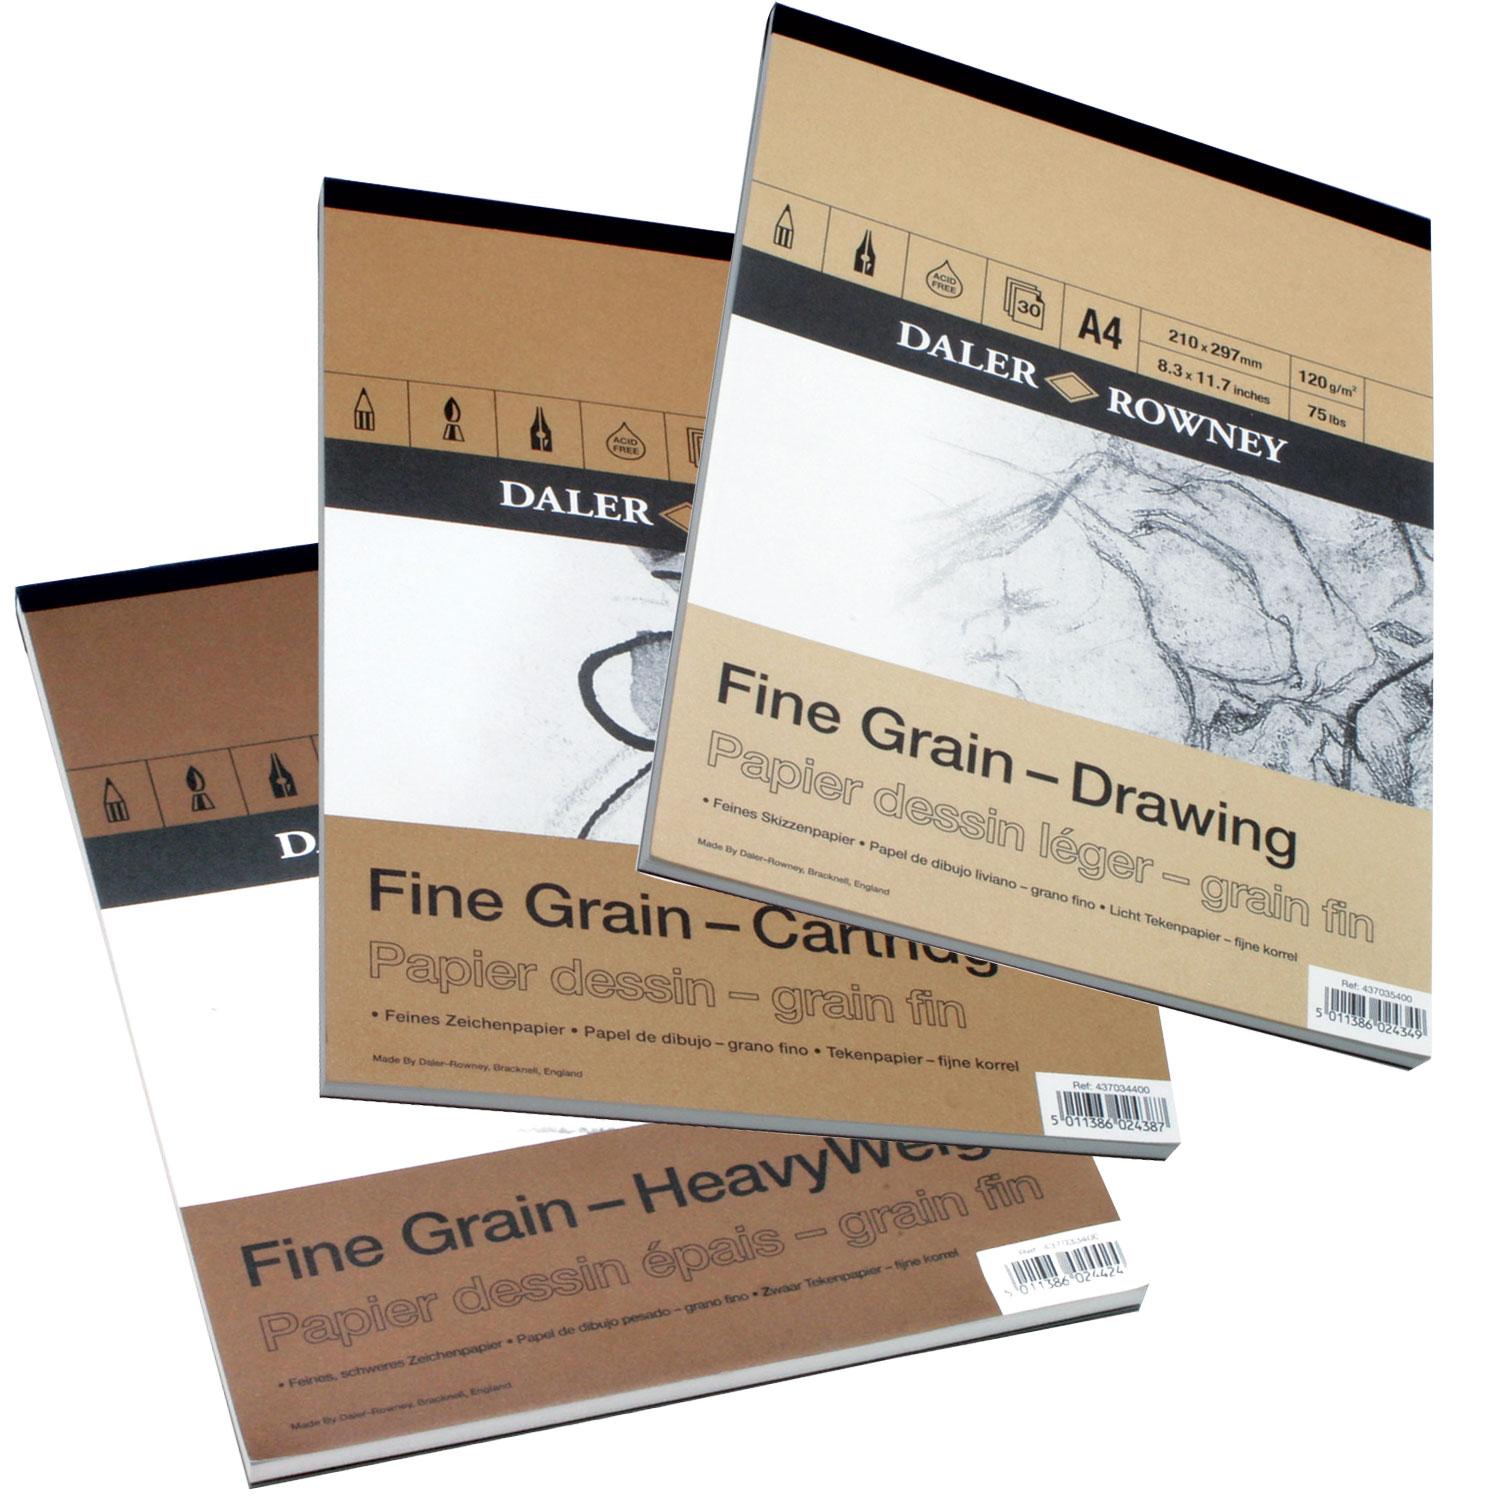 ACID
FREE
30
A4
210 x 297mm
8.3 x 11.7 inches
120 g/m²
75 lbs
DALER ROWNEY
Fine Grain – Drawing
Papier dessin léger – grain fin
• Feines Skizzenpapier • Papel de dibujo liviano – grano fino • Licht Tekenpapier – fijne korrel
Made By Daler–Rowney, Bracknell, England
Ref: 437035400
5 011386 024349
ACID
FREE
DALER
Fine Grain – Cartridg
Papier dessin – grain fin
• Feines Zeichenpapier • Papel de dibujo – grano fino • Tekenpapier – fijne korrel
Made By Daler–Rowney, Bracknell, England
Ref: 437034400
5 011386 024387
D
Fine Grain – HeavyWeig
Papier dessin épais – grain fin
• Feines, schweres Zeichenpapier • Papel de dibujo pesado – grano fino • Zwaar Tekenpapier – fijne korrel
Made By Daler–Rowney, Bracknell, England
5 011386 024424